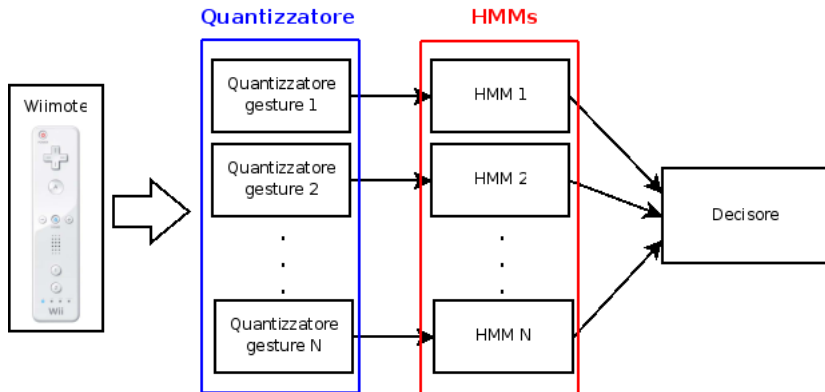 Quantizzatore
HMMs
Wiimote
Wii
Quantizzatore
gesture 1
HMM 1
Quantizzatore
gesture 2
HMM 2
Decisore
Quantizzatore
gesture N
HMM N